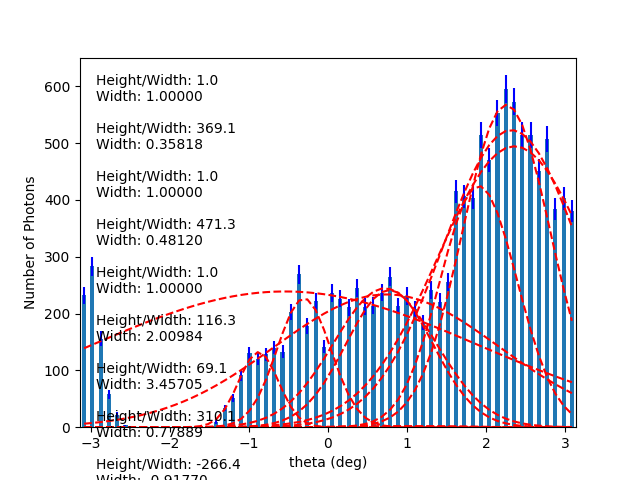 600
500
400
300
200
100
0
Number of Photons
Height/Width: 1.0
Width: 1.00000
Height/Width: 369.1
Width: 0.35818
Height/Width: 1.0
Width: 1.00000
Height/Width: 471.3
Width: 0.48120
Height/Width: 1.0
Width: 1.00000
Height/Width: 116.3
Width: 2.00984
Height/Width: 69.1
Width: 3.45705
Height/Width: 310.1
Width: 0.77889
Height/Width: -266.4
Width: -0.91770
−3 −2 −1 0 1 2 3
theta (deg)